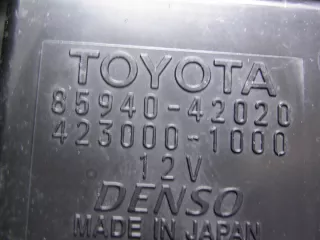 TOYOTA
85940-42020
423000-1000
12V
DENSO
MADE IN JAPAN